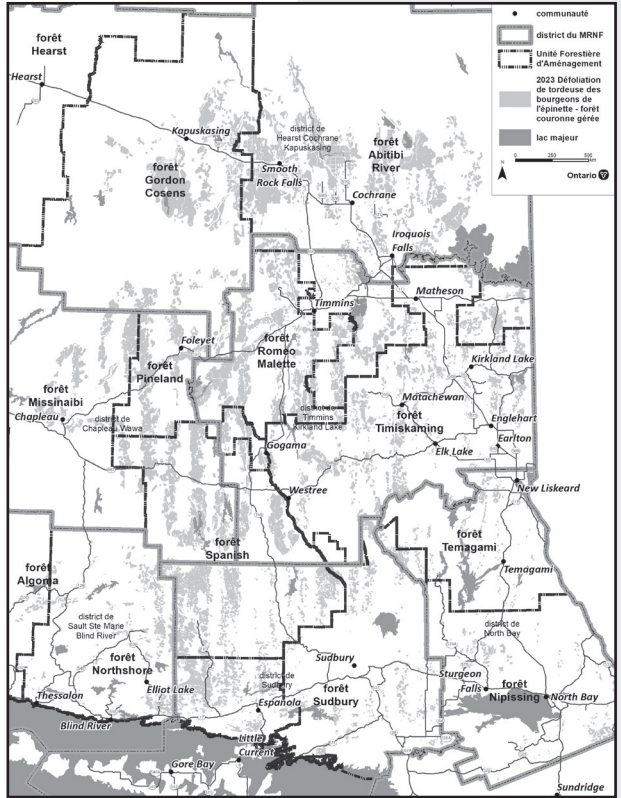 communauté
district du MRNF
Unité Forestière
d'Aménagement
2023 Défoliation
de tordeuse des
bourgeons de
l'épinette - forêt
couronne gérée
lac majeur
N
0 250 500
km
Ontario
forêt
Hearst
Hearst
Kapuskasing
district de
Hearst Cochrane
Kapuskasing
forêt
Abitibi
River
forêt
Gordon
Cosens
Smooth
Rock Falls
Cochrane
Iroquois
Falls
Timmins
Matheson
Foleyet
forêt
Romeo
Malette
forêt
Pineland
Kirkland Lake
forêt
Missinaibi
Chapleau
district de
Chapleau Wawa
district de
Timmins
Kirkland Lake
Matachewan
forêt
Timiskaming
Englehart
Earlton
Gogama
Elk Lake
Westree
New Liskeard
forêt
Spanish
forêt
Temagami
Temagami
forêt
Algoma
district de
Sault Ste Marie
Blind River
district de
North Bay
forêt
Northshore
Elliot Lake
Sudbury
district de
Sudbury
Espanola
forêt
Sudbury
Sturgeon
Falls
forêt
Nipissing
North Bay
Thessalon
Blind River
Little
Current
Gore Bay
Sundridge